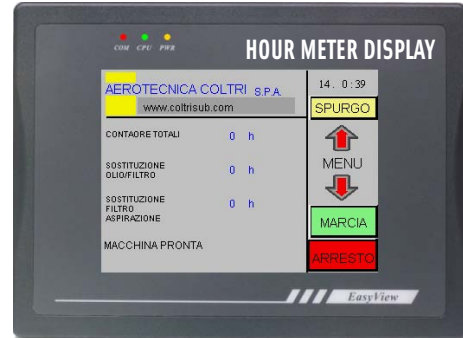 HOUR METER DISPLAY
COM CPU PWR
AEROTECNICA COLTRI S.P.A.
www.coltrisub.com
CONTAORE TOTALI 0 h
SOSTITUZIONE
OLIO/FILTRO 0 h
SOSTITUZIONE
FILTRO
ASPIRAZIONE 0 h
MACCHINA PRONTA
14. 0:39
SPURGO
MENU
MARCIA
ARRESTO
EasyView